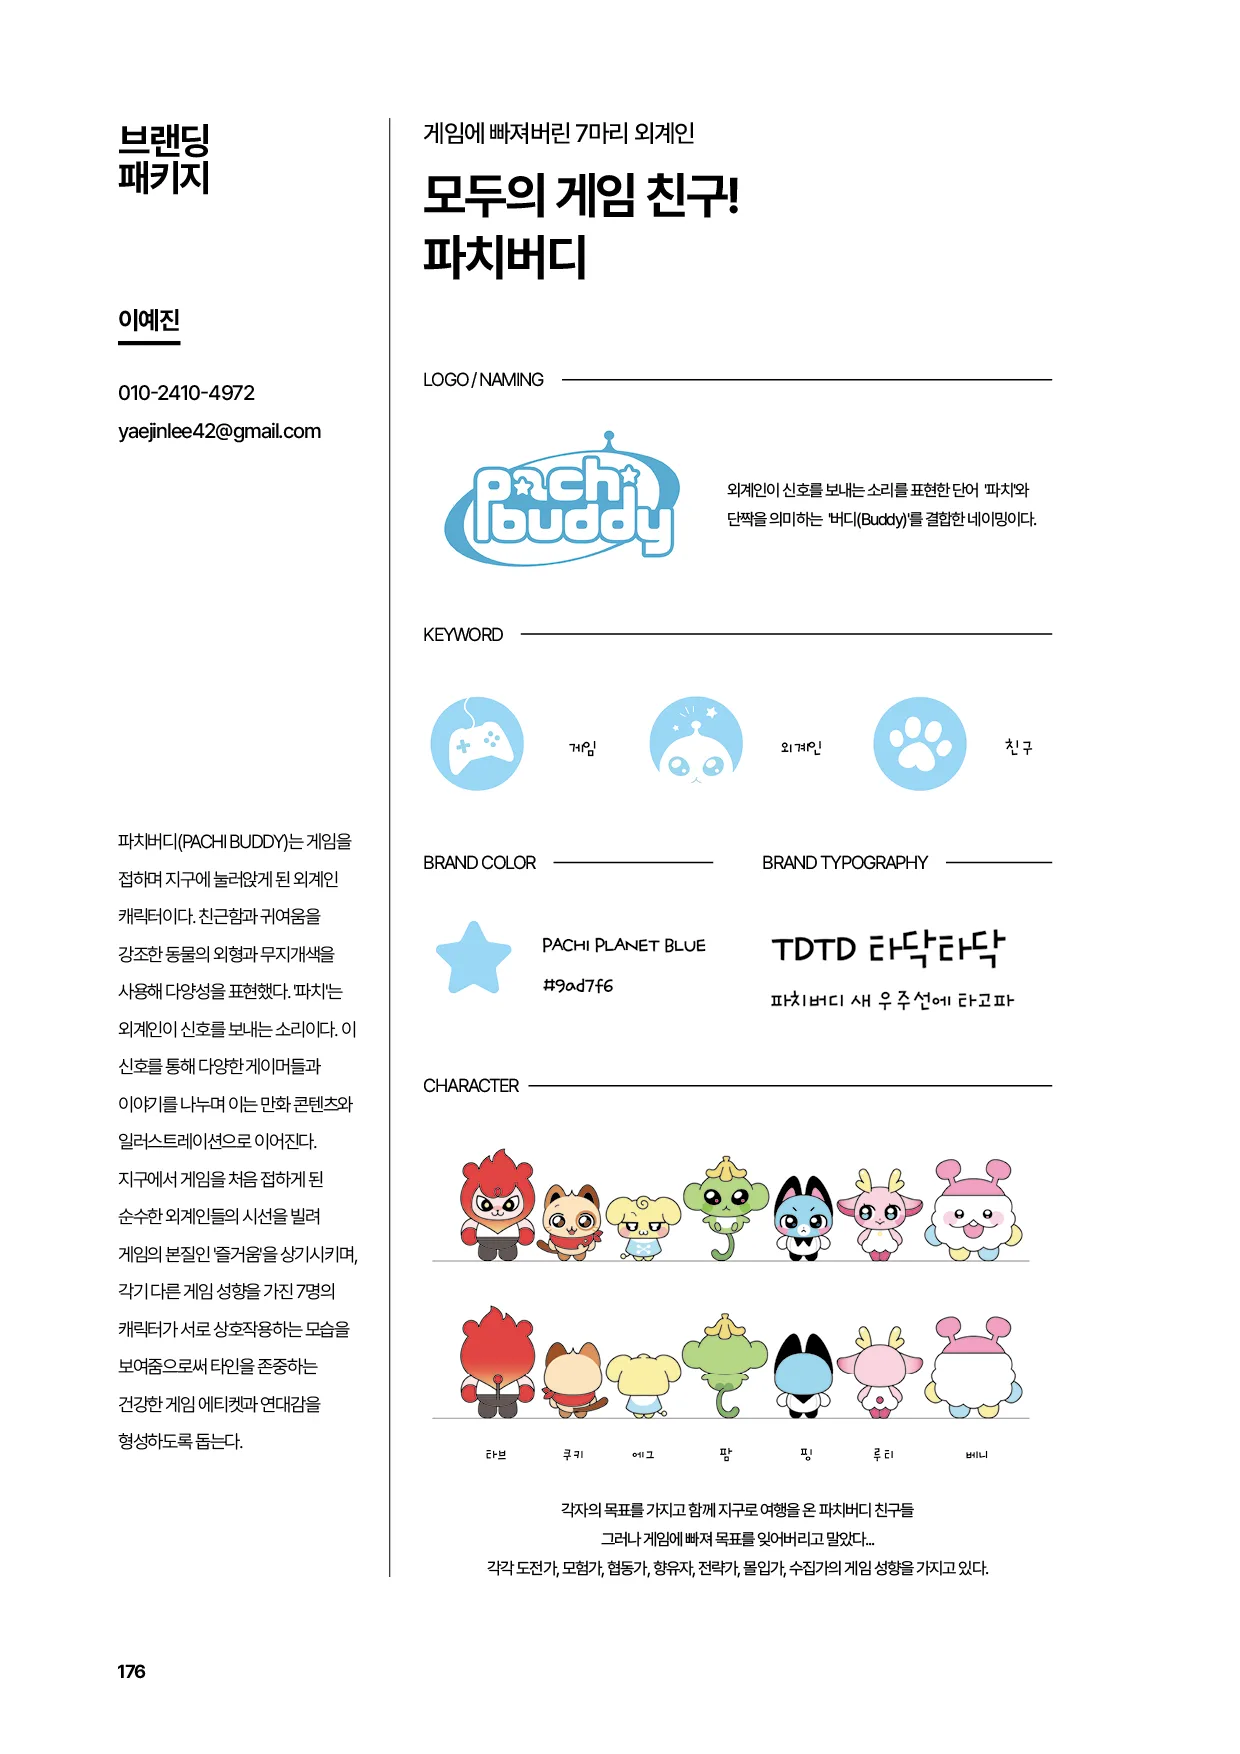 브랜딩
패키지
이예진
010-2410-4972
yaejinlee42@gmail.com
파치버디(PACHI BUDDY)는 게임을
접하며 지구에 눌러앉게 된 외계인
캐릭터이다. 친근함과 귀여움을
강조한 동물의 외형과 무지개색을
사용해 다양성을 표현했다. '파치'는
외계인이 신호를 보내는 소리이다. 이
신호를 통해 다양한 게이머들과
이야기를 나누며 이는 만화 콘텐츠와
일러스트레이션으로 이어진다.
지구에서 게임을 처음 접하게 된
순수한 외계인들의 시선을 빌려
게임의 본질인 '즐거움'을 상기시키며,
각기 다른 게임 성향을 가진 7명의
캐릭터가 서로 상호작용하는 모습을
보여줌으로써 타인을 존중하는
건강한 게임 에티켓과 연대감을
형성하도록 돕는다.
176
게임에 빠져버린 7마리 외계인
모두의 게임 친구!
파치버디
LOGO / NAMING
pachi
buddy
외계인이 신호를 보내는 소리를 표현한 단어 '파치'와
단짝을 의미하는 '버디(Buddy)'를 결합한 네이밍이다.
KEYWORD
게임
외계인
친구
BRAND COLOR
PACHI PLANET BLUE
#9ad7f6
BRAND TYPOGRAPHY
TDTD 타닥타닥
파치버디 새 우주선에 타고파
CHARACTER
타브
쿠키
에그
팜
핑
루티
베니
각자의 목표를 가지고 함께 지구로 여행을 온 파치버디 친구들
그러나 게임에 빠져 목표를 잊어버리고 말았다...
각각 도전가, 모험가, 협동가, 향유자, 전략가, 몰입가, 수집가의 게임 성향을 가지고 있다.